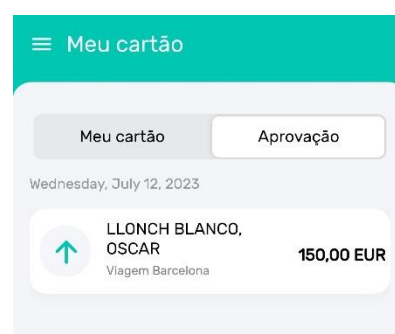 Meu cartão
Meu cartão Aprovação
Wednesday, July 12, 2023
LLONCH BLANCO,
OSCAR 150,00 EUR
Viagem Barcelona